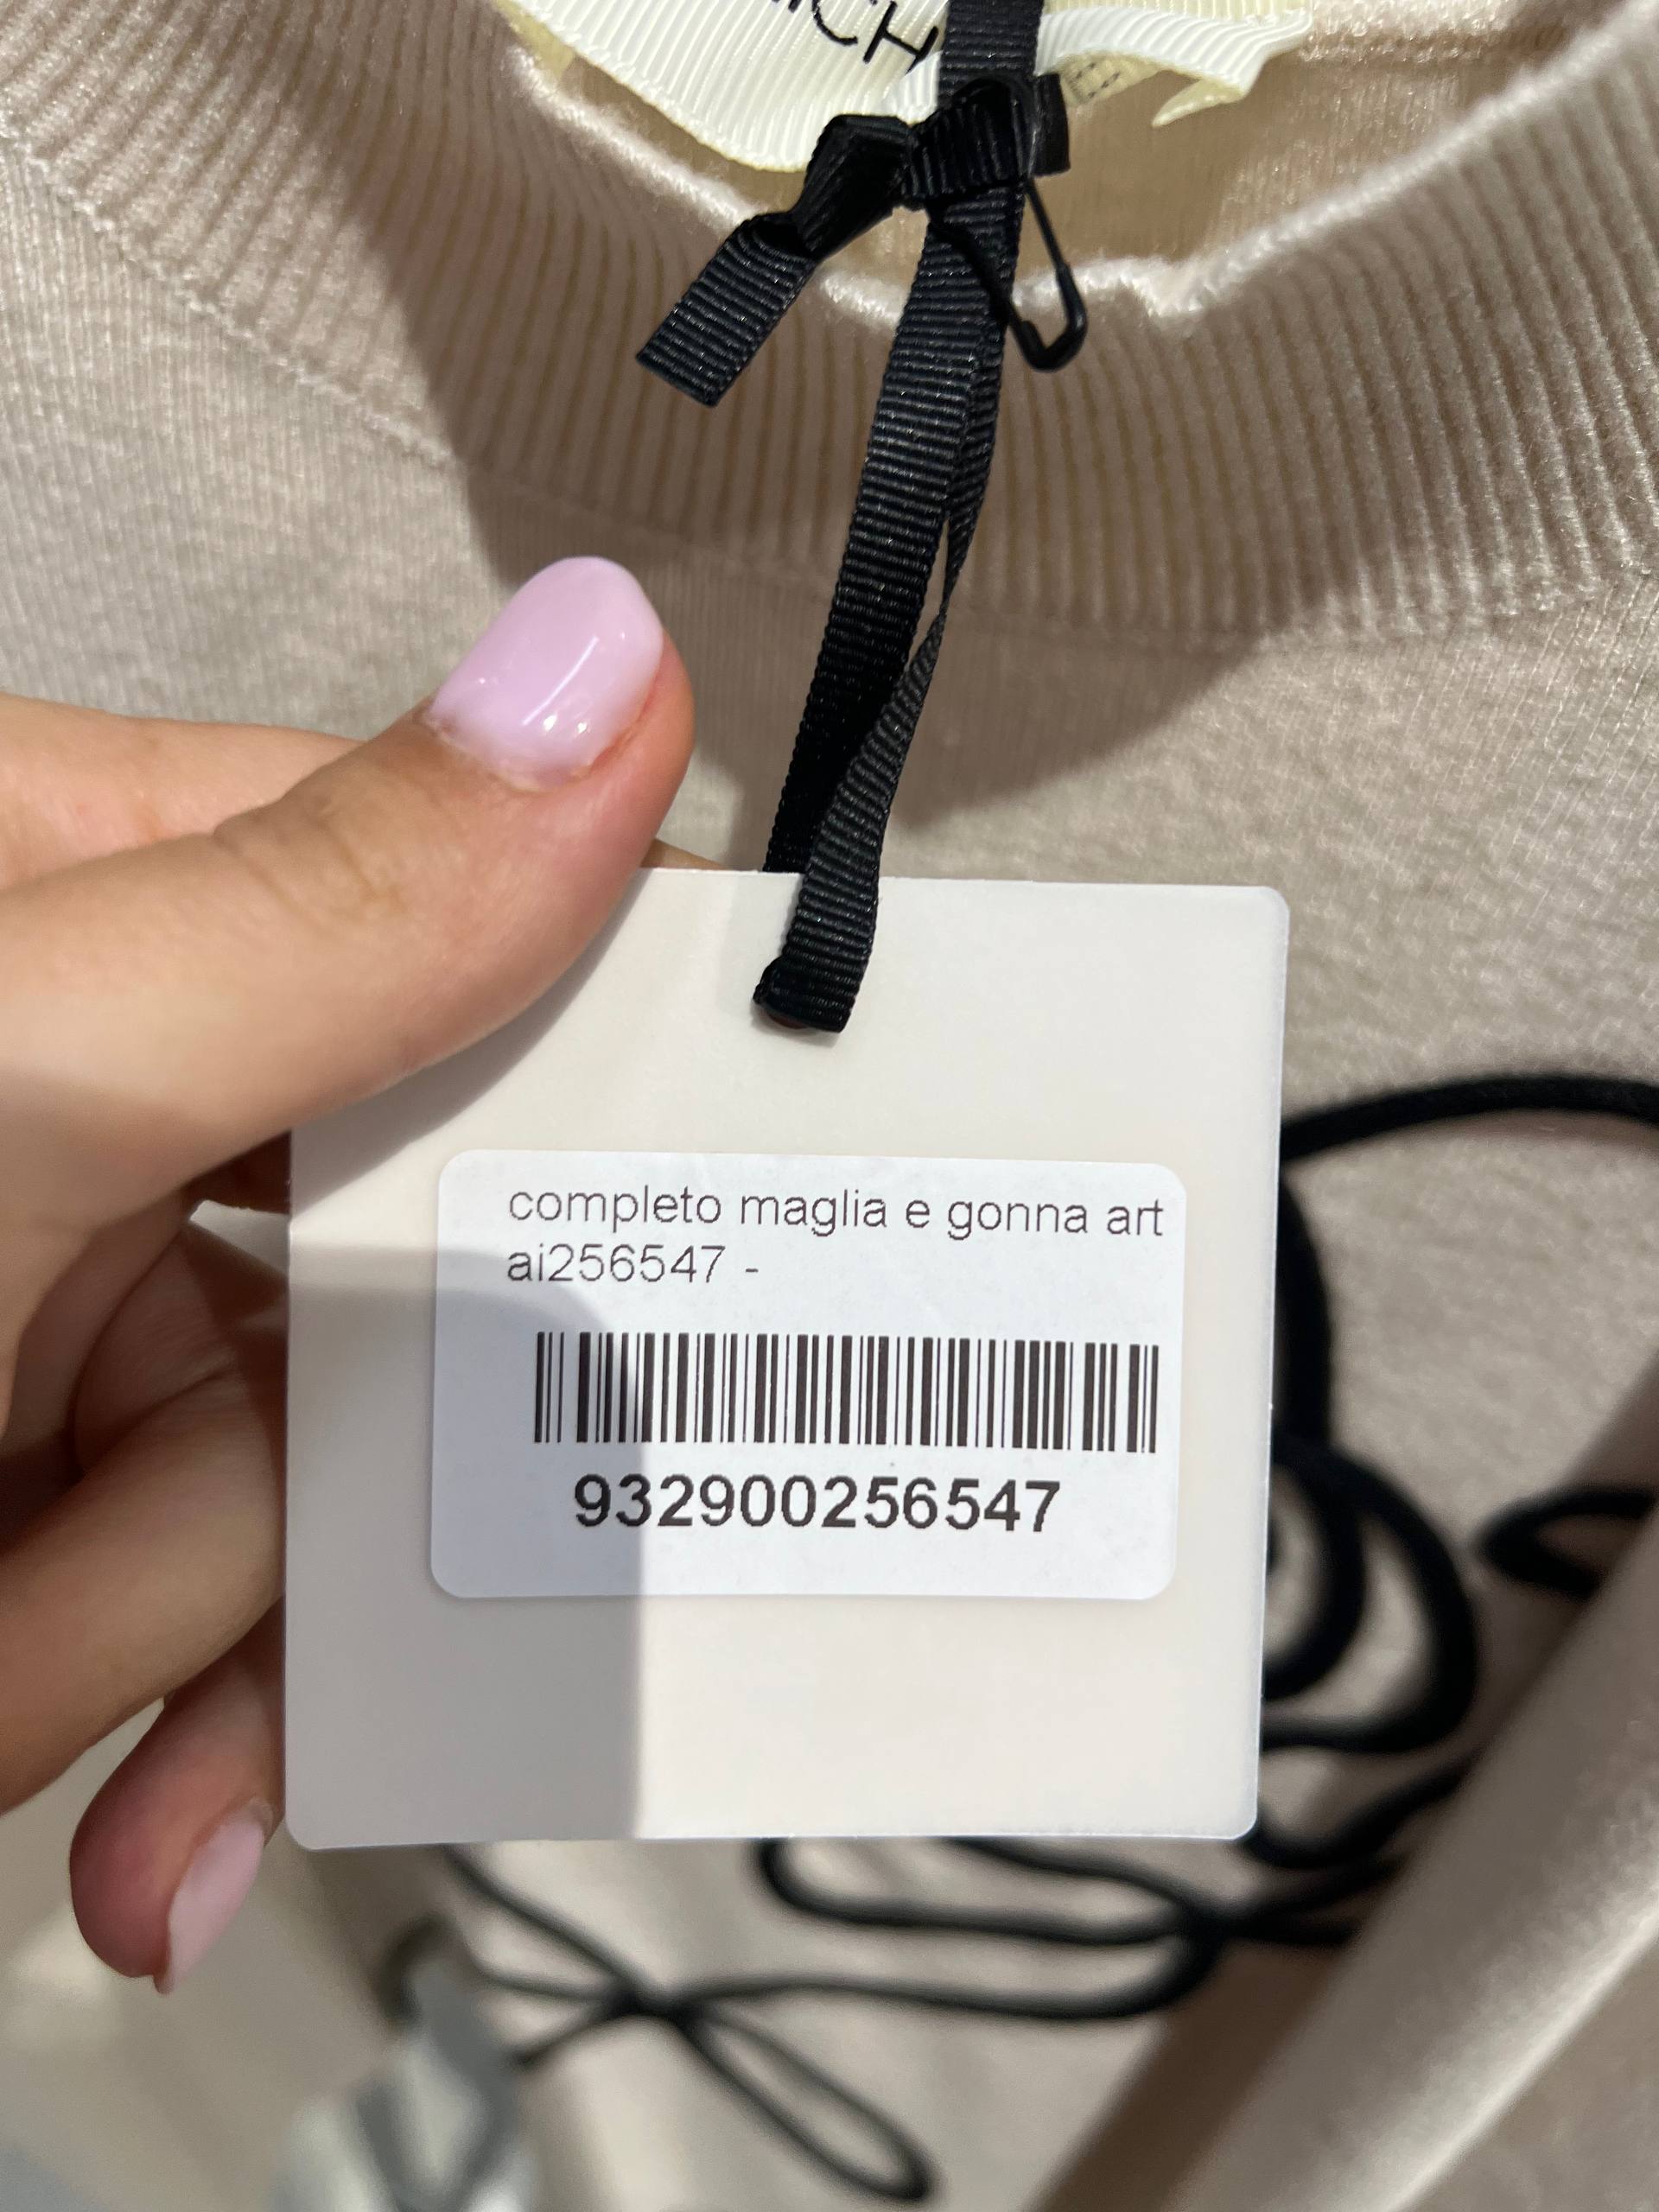 completo maglia e gonna art
ai256547 -
932900256547